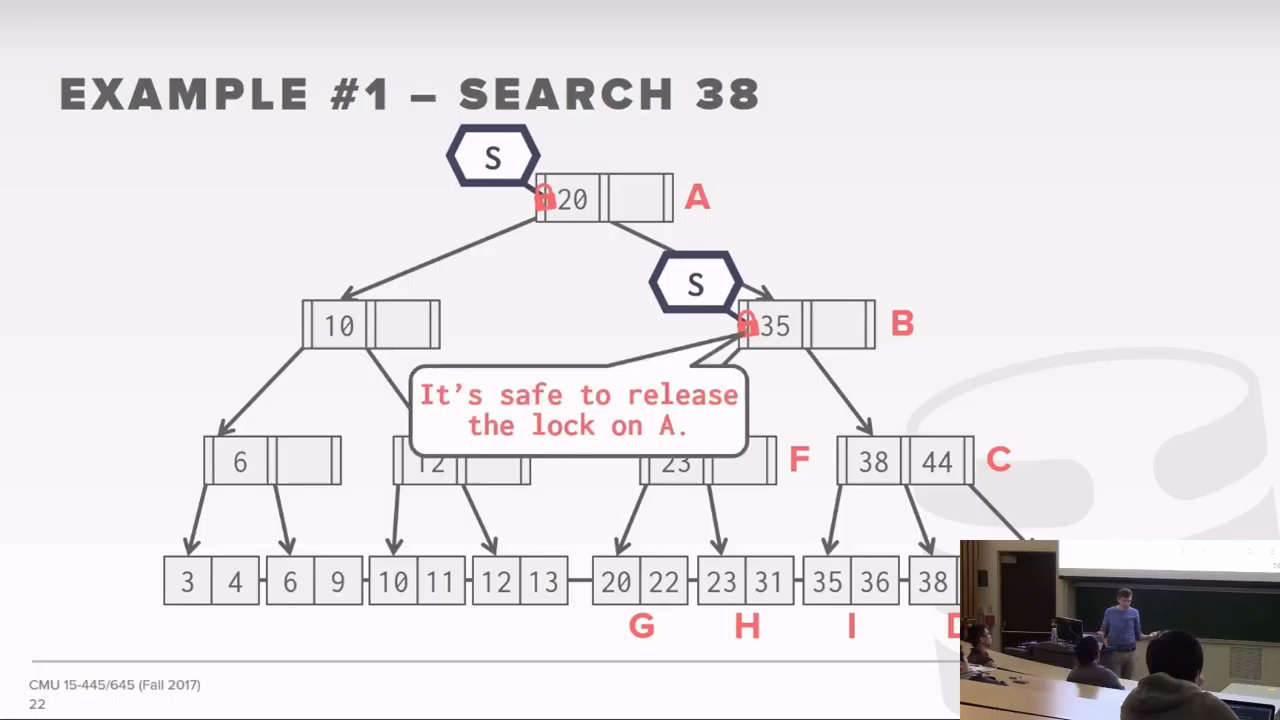 EXAMPLE #1 – SEARCH 38
S
20
A
S
10
35
B
It's safe to release
the lock on A.
6
12
23
F
38 44
C
3 4 6 9 10 11 12 13 20 22 23 31 35 36 38
G H I D
CMU 15-445/645 (Fall 2017)
22